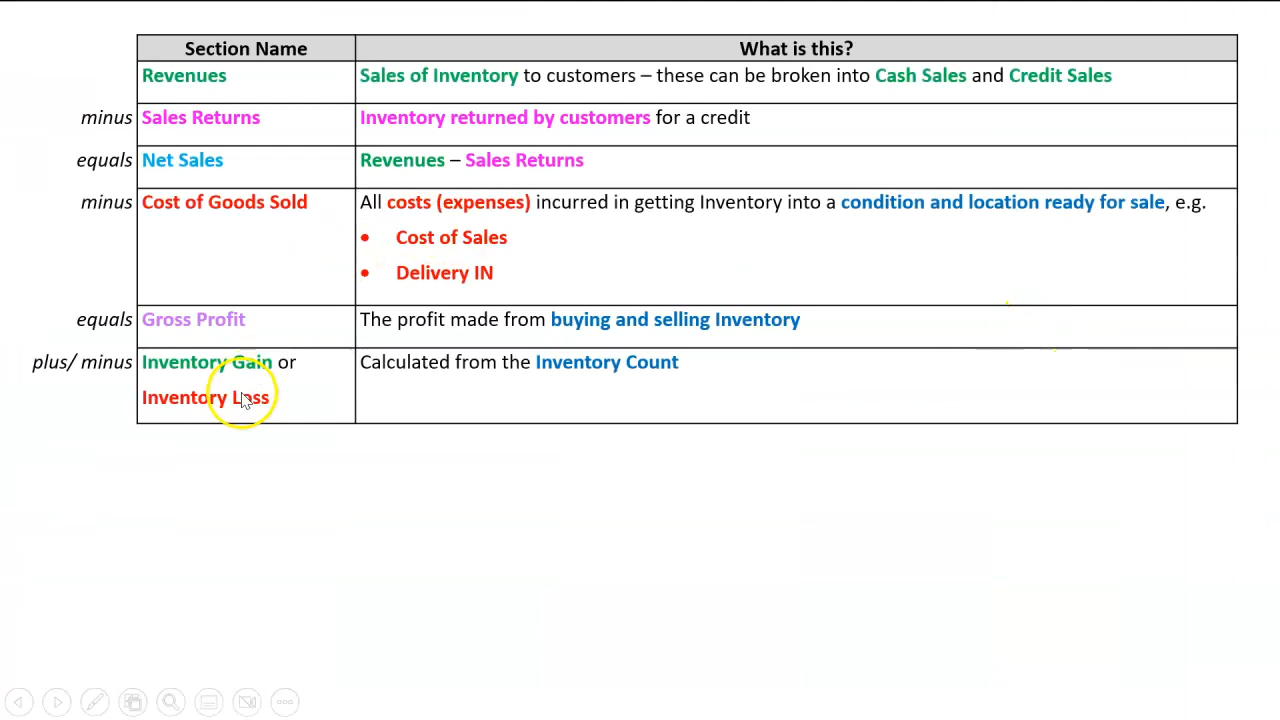 Section Name What is this?
Revenues Sales of Inventory to customers – these can be broken into Cash Sales and Credit Sales
minus Sales Returns Inventory returned by customers for a credit
equals Net Sales Revenues – Sales Returns
minus Cost of Goods Sold All costs (expenses) incurred in getting Inventory into a condition and location ready for sale, e.g.
• Cost of Sales
• Delivery IN
equals Gross Profit The profit made from buying and selling Inventory
plus/ minus Inventory Gain or Calculated from the Inventory Count
Inventory Loss